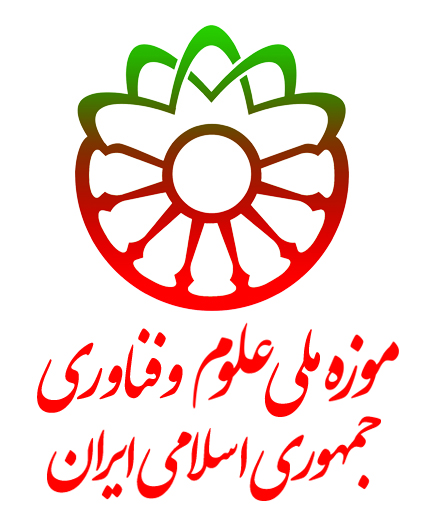 موزه ملی علوم و فناوری
جمهوری اسلامی ایران